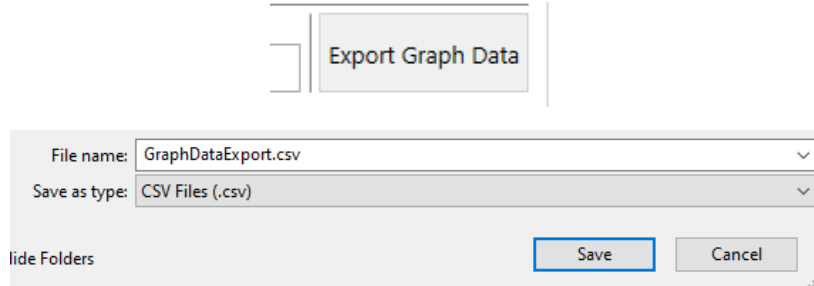 Export Graph Data
File name: GraphDataExport.csv
Save as type: CSV Files (.csv)
lide Folders
Save
Cancel